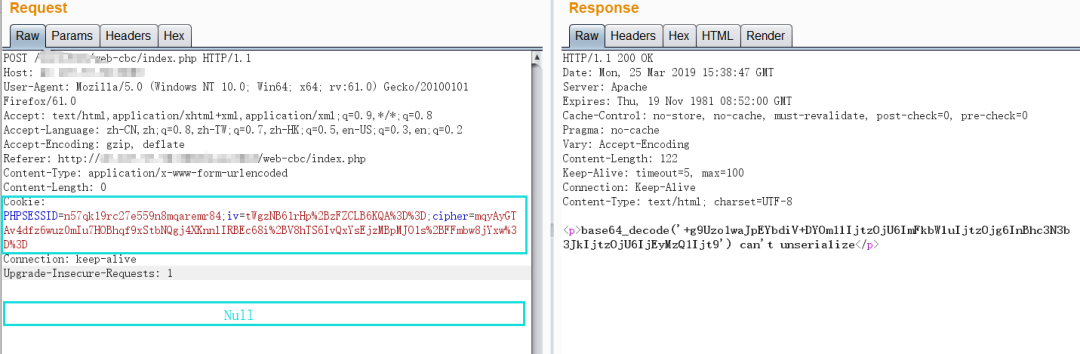 Request
Raw Params Headers Hex
POST / /web-cbc/index.php HTTP/1.1
Host:
User-Agent: Mozilla/5.0 (Windows NT 10.0; Win64; x64; rv:61.0) Gecko/20100101
Firefox/61.0
Accept: text/html,application/xhtml+xml,application/xml;q=0.9,*/*;q=0.8
Accept-Language: zh-CN,zh;q=0.8,zh-TW;q=0.7,zh-HK;q=0.5,en-US;q=0.3,en;q=0.2
Accept-Encoding: gzip, deflate
Referer: http:// /web-cbc/index.php
Content-Type: application/x-www-form-urlencoded
Content-Length: 0
Cookie:
PHPSESSID=n57qk19rc27e559n8mqaremr84;iv=tWgzNB61rHp%2BzFZCLB6KQA%3D%3D;cipher=mqyAyGT
Av4dfz6wuz0mIu7HOBhqf9xStbNQgj4XKnn1IRBEc68i%2BV8hTS6IvQxYsEjzMBpMJO1s%2BFFmbw8jYxw%3
D%3D
Connection: keep-alive
Upgrade-Insecure-Requests: 1
Null
Response
Raw Headers Hex HTML Render
HTTP/1.1 200 OK
Date: Mon, 25 Mar 2019 15:38:47 GMT
Server: Apache
Expires: Thu, 19 Nov 1981 08:52:00 GMT
Cache-Control: no-store, no-cache, must-revalidate, post-check=0, pre-check=0
Pragma: no-cache
Vary: Accept-Encoding
Content-Length: 122
Keep-Alive: timeout=5, max=100
Connection: Keep-Alive
Content-Type: text/html; charset=UTF-8
<p>base64_decode('+g9Uzo1waJpEYbdiV+DYOm1lIjtzOjU6ImFkbWluIjtzOjg6InBhc3N3b
3JkIjtzOjU6IjEyMzQ1Ijt9') can't unserialize</p>